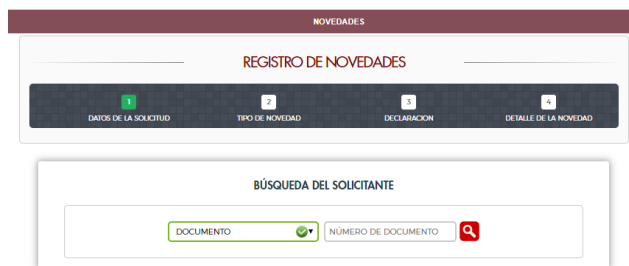 NOVEDADES
REGISTRO DE NOVEDADES
1 2 3 4
DATOS DE LA SOLICITUD TIPO DE NOVEDAD DECLARACION DETALLE DE LA NOVEDAD
BÚSQUEDA DEL SOLICITANTE
DOCUMENTO NÚMERO DE DOCUMENTO